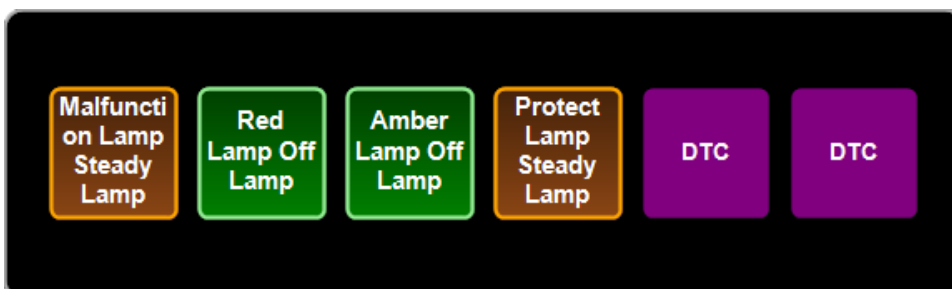 Malfuncti
on Lamp
Steady
Lamp
Red
Lamp Off
Lamp
Amber
Lamp Off
Lamp
Protect
Lamp
Steady
Lamp
DTC
DTC